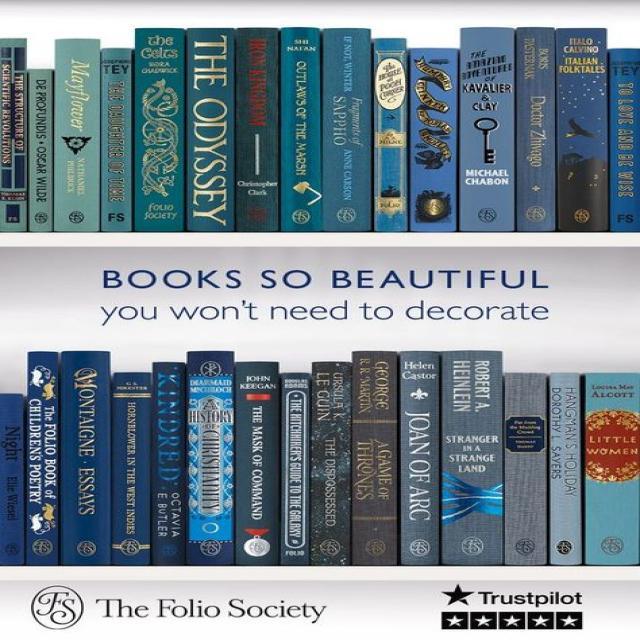 THE STRUCTURE OF
SCIENTIFIC REVOLUTIONS
FS
DE PROFUNDIS • OSCAR WILDE
Mayflower
NATHANIEL
PHILBRICK
JOSEPHINE
TEY
THE DAUGHTER OF TIME
FS
THE
Celts
NORA
CHADWICK
FOLIO
SOCIETY
THE ODYSSEY
IRON KINGDOM
Christopher
Clark
SHI
NAI'AN
OUTLAWS OF THE MARSH
IF NOT, WINTER
Fragments of
SAPPHO
ANNE CARSON
THE
HOUSE
AT
POOH
CORNER
A. A.
MILNE
FOLIO
THE
AMAZING
ADVENTURES
OF
KAVALIER
&
CLAY
MICHAEL
CHABON
BORIS
PASTERNAK
Doctor Zhivago
ITALO
CALVINO
ITALIAN
FOLKTALES
JOSEPHINE
TEY
TO LOVE AND BE WISE
FS
BOOKS SO BEAUTIFUL
you won't need to decorate
Night
Elie Wiesel
The FOLIO BOOK of
CHILDRENS POETRY
MONTAIGNE ESSAYS
C. S.
FORESTER
HORNBLOWER IN THE WEST INDIES
KINDRED
OCTAVIA
E BUTLER
DIARMAID
MACCULLOCH
A
HISTORY
OF
CHRISTIANITY
JOHN
KEEGAN
THE MASK OF COMMAND
DOUGLAS
ADAMS
THE HITCHHIKER'S GUIDE TO THE GALAXY
FOLIO
URSULA K.
LE GUIN
THE DISPOSSESSED
GEORGE
R. R. MARTIN
A GAME OF
THRONES
Helen
Castor
JOAN OF ARC
ROBERT A.
HEINLEIN
STRANGER
IN A
STRANGE
LAND
Far from the
Madding
Crowd
THOMAS
HARDY
HANGMAN'S HOLIDAY
DOROTHY L. SAYERS
LOUISA MAY
ALCOTT
LITTLE
WOMEN
FS The Folio Society
Trustpilot